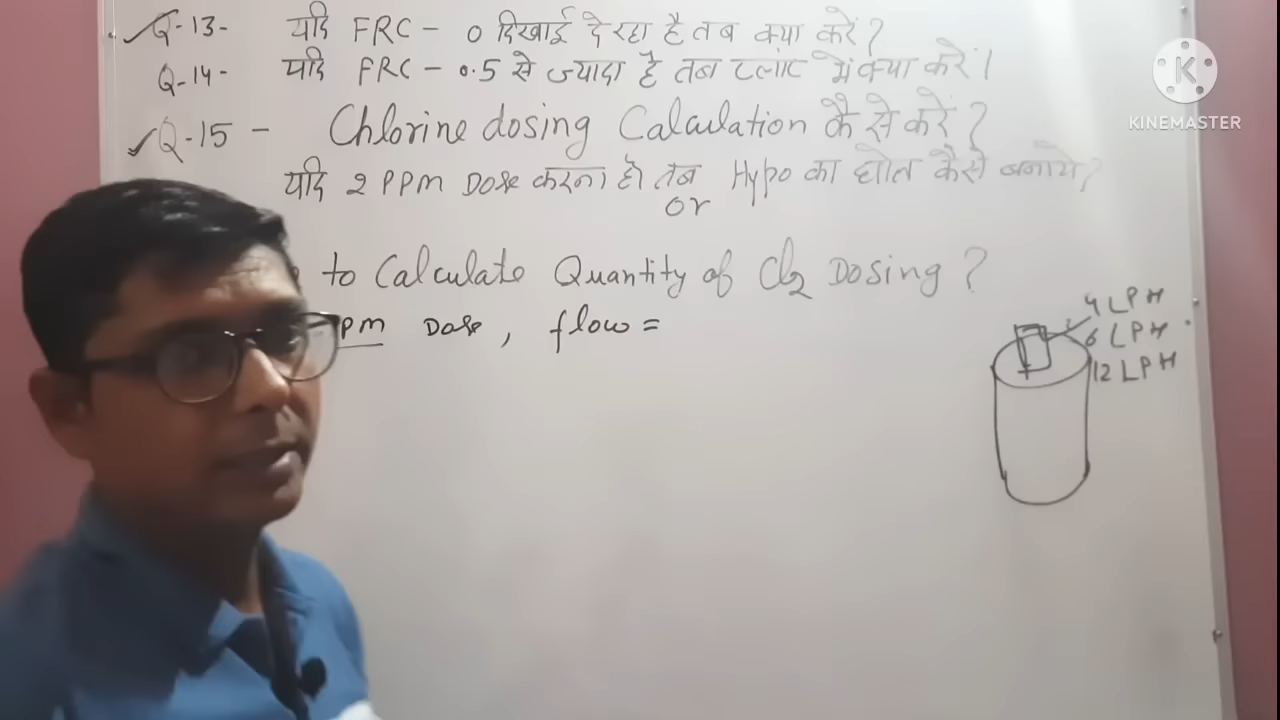 Q-13- यदि FRC - 0 दिखाई दे रहा है तब क्या करें?
Q-14- यदि FRC - 0.5 से ज्यादा है तब प्लांट में क्या करें।
Q-15 - Chlorine dosing Calculation कैसे करें?
यदि 2 PPM Dose करना हो तब Hypo का घोल कैसे बनाये?
or
to Calculate Quantity of Cl2 Dosing?
PM Dose, flow =
4 LPH
6 LPH
12 LPH
K
KINEMASTER